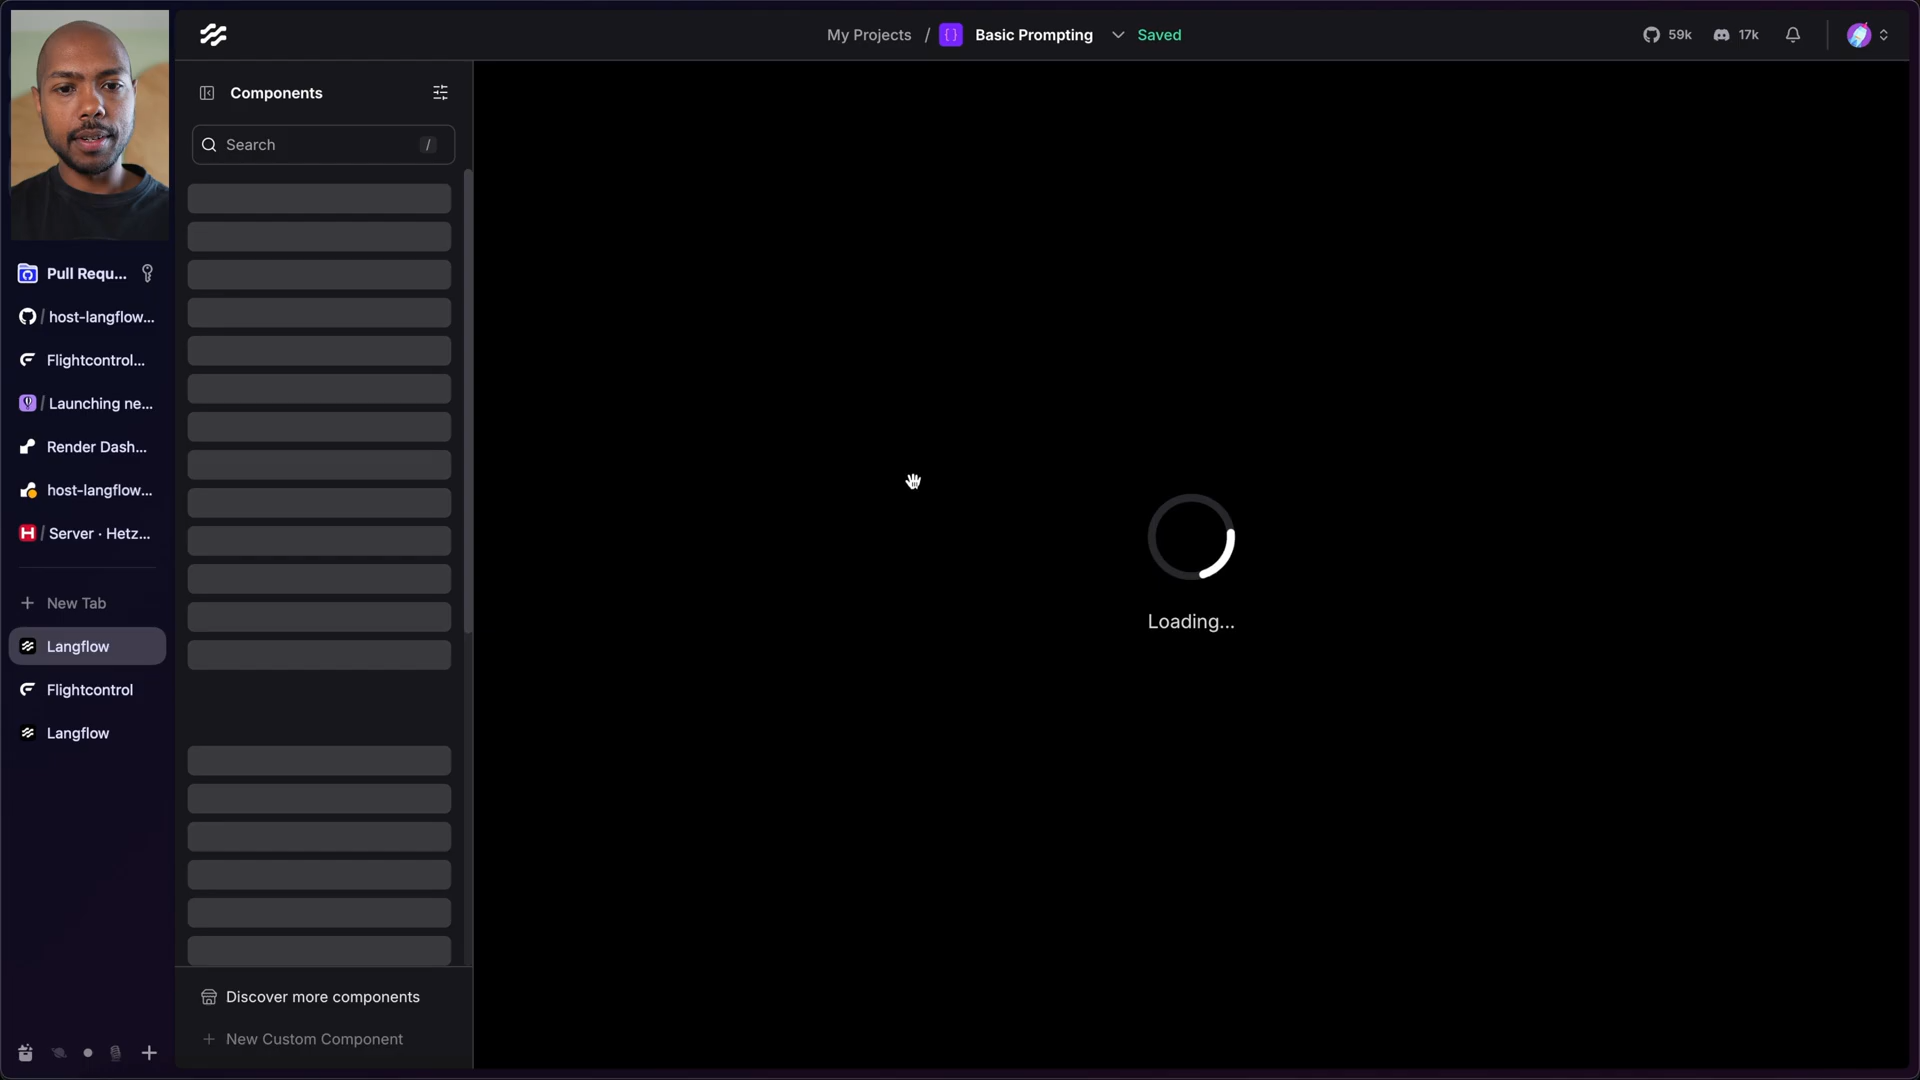 My Projects / Basic Prompting Saved
59k 17k
Components
Search /
Pull Requ...
/ host-langflow...
Flightcontrol...
/ Launching ne...
Render Dash...
host-langflow...
/ Server · Hetz...
New Tab
Langflow
Flightcontrol
Langflow
Loading...
Discover more components
New Custom Component